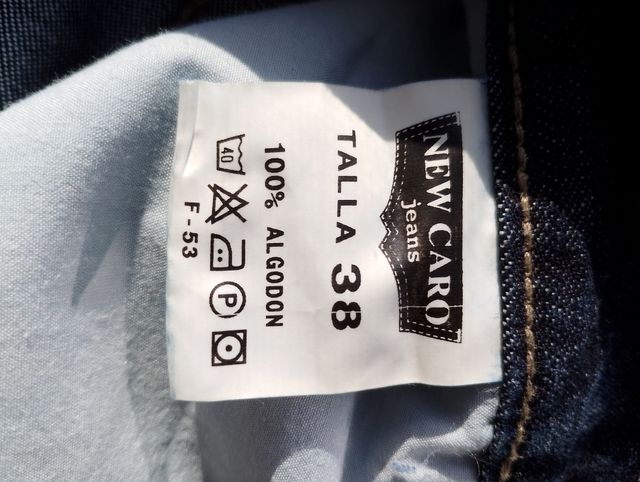 NEW CARO
jeans
TALLA 38
100% ALGODON
40 P
F-53